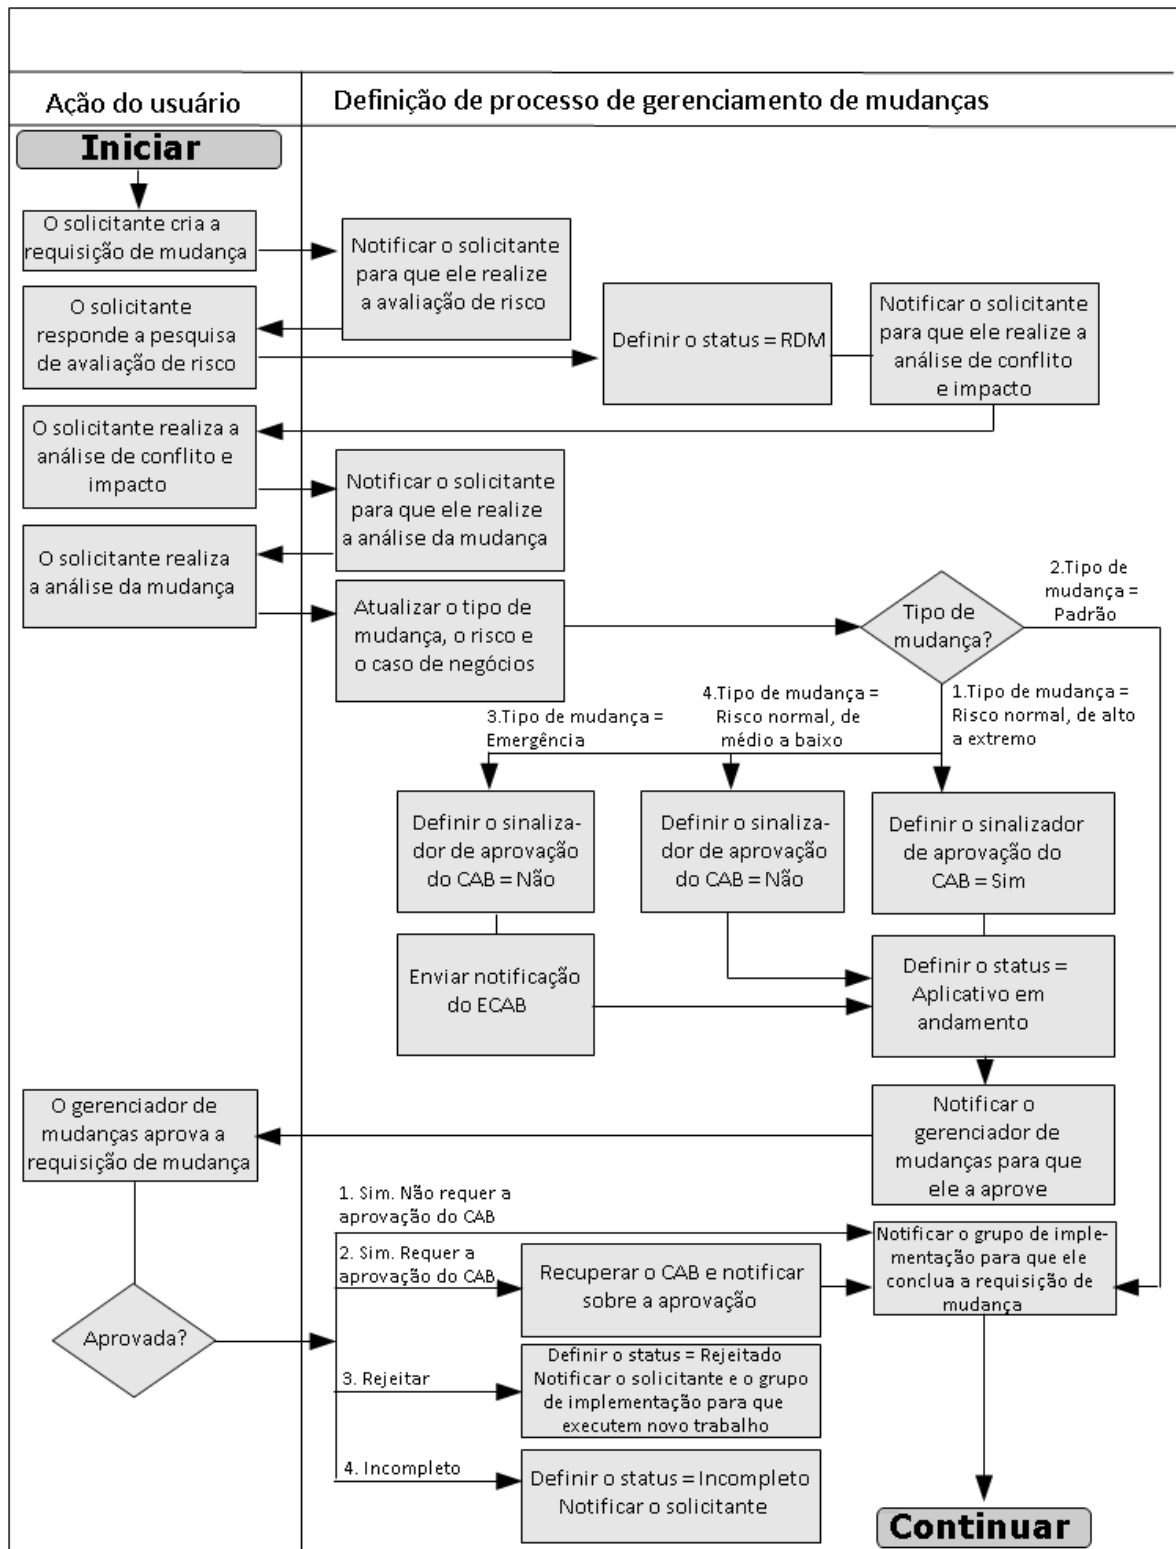 Ação do usuário
Definição de processo de gerenciamento de mudanças
Iniciar
O solicitante cria a
requisição de mudança
Notificar o solicitante
para que ele realize
a avaliação de risco
O solicitante
responde a pesquisa
de avaliação de risco
Definir o status = RDM
Notificar o solicitante
para que ele realize a
análise de conflito
e impacto
O solicitante realiza a
análise de conflito e
impacto
Notificar o solicitante
para que ele realize
a análise da mudança
O solicitante realiza
a análise da mudança
Atualizar o tipo de
mudança, o risco e
o caso de negócios
Tipo de
mudança?
2.Tipo de
mudança =
Padrão
1.Tipo de mudança =
Risco normal, de alto
a extremo
4.Tipo de mudança =
Risco normal, de
médio a baixo
3.Tipo de mudança =
Emergência
Definir o sinaliza-
dor de aprovação
do CAB = Não
Definir o sinaliza-
dor de aprovação
do CAB = Não
Definir o sinalizador
de aprovação do
CAB = Sim
Enviar notificação
do ECAB
Definir o status =
Aplicativo em
andamento
O gerenciador de
mudanças aprova a
requisição de mudança
Notificar o
gerenciador de
mudanças para que
ele a aprove
Aprovada?
1. Sim. Não requer a
aprovação do CAB
2. Sim. Requer a
aprovação do CAB
Recuperar o CAB e notificar
sobre a aprovação
Notificar o grupo de imple-
mentação para que ele
conclua a requisição de
mudança
3. Rejeitar
Definir o status = Rejeitado
Notificar o solicitante e o grupo
de implementação para que
executem novo trabalho
4. Incompleto
Definir o status = Incompleto
Notificar o solicitante
Continuar